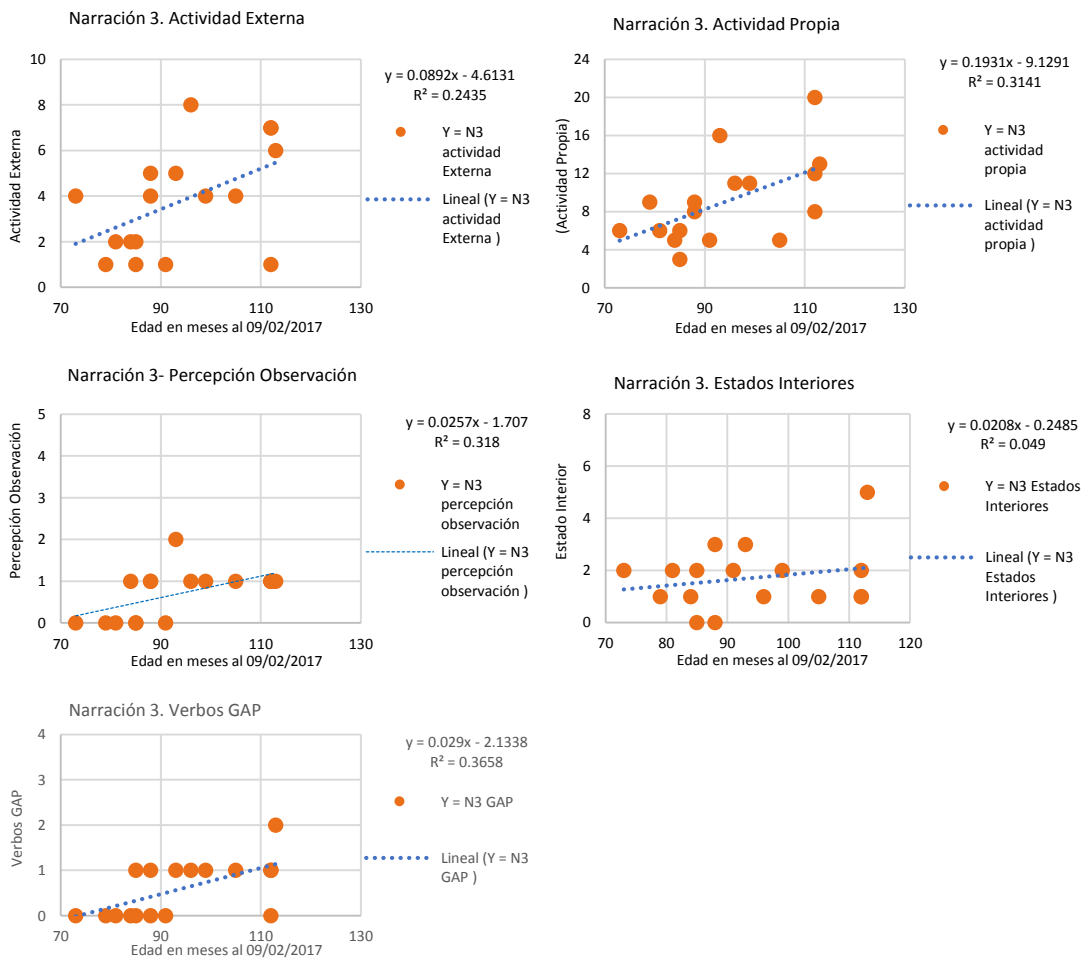 Narración 3. Actividad Externa
10
8
6
4
2
0
70
90
110
130
Actividad Externa
Edad en meses al 09/02/2017
y = 0.0892x - 4.6131
R² = 0.2435
Y = N3
actividad
Externa
Lineal (Y = N3
actividad
Externa )
Narración 3. Actividad Propia
24
20
16
12
8
4
0
70
90
110
130
(Actividad Propia)
Edad en meses al 09/02/2017
y = 0.1931x - 9.1291
R² = 0.3141
Y = N3
actividad
propia
Lineal (Y = N3
actividad
propia )
Narración 3- Percepción Observación
5
4
3
2
1
0
70
90
110
130
Percepción Observación
Edad en meses al 09/02/2017
y = 0.0257x - 1.707
R² = 0.318
Y = N3
percepción
observación
Lineal (Y = N3
percepción
observación )
Narración 3. Estados Interiores
8
6
4
2
0
70
80
90
100
110
120
Estado Interior
Edad en meses al 09/02/2017
y = 0.0208x - 0.2485
R² = 0.049
Y = N3 Estados
Interiores
Lineal (Y = N3
Estados
Interiores )
Narración 3. Verbos GAP
4
3
2
1
0
70
90
110
130
Verbos GAP
Edad en meses al 09/02/2017
y = 0.029x - 2.1338
R² = 0.3658
Y = N3 GAP
Lineal (Y = N3
GAP )